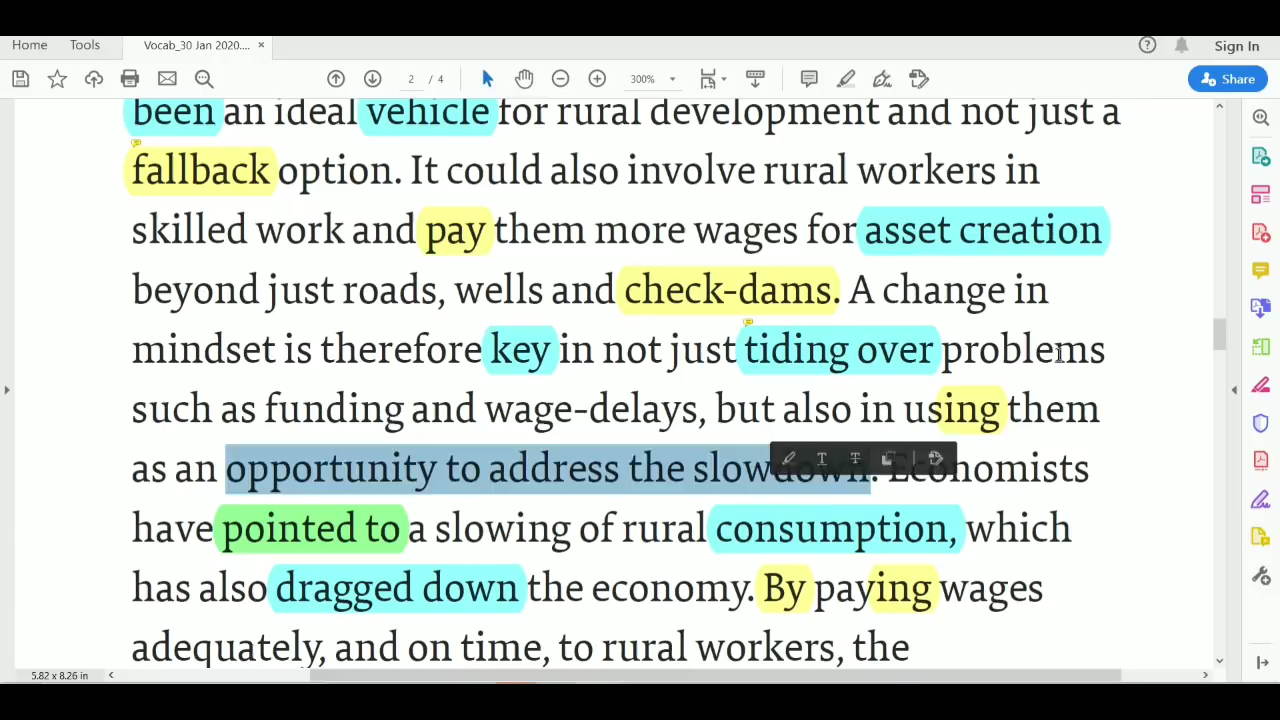 Home Tools Vocab_30 Jan 2020.... × Sign In
2 / 4 300% Share
been an ideal vehicle for rural development and not just a
fallback option. It could also involve rural workers in
skilled work and pay them more wages for asset creation
beyond just roads, wells and check-dams. A change in
mindset is therefore key in not just tiding over problems
such as funding and wage-delays, but also in using them
as an opportunity to address the slowdown. Economists
have pointed to a slowing of rural consumption, which
has also dragged down the economy. By paying wages
adequately, and on time, to rural workers, the
5.82 x 8.26 in